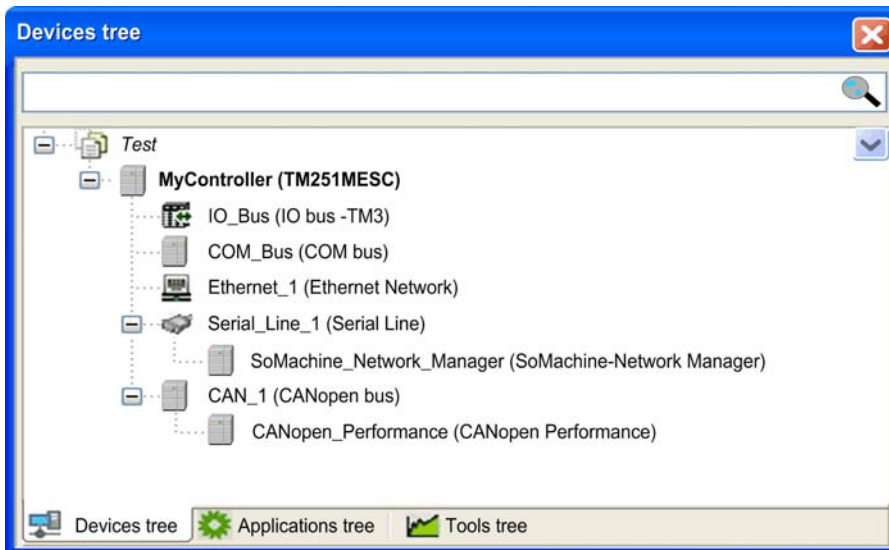 Devices tree
Test
MyController (TM251MESC)
IO_Bus (IO bus -TM3)
COM_Bus (COM bus)
Ethernet_1 (Ethernet Network)
Serial_Line_1 (Serial Line)
SoMachine_Network_Manager (SoMachine-Network Manager)
CAN_1 (CANopen bus)
CANopen_Performance (CANopen Performance)
Devices tree Applications tree Tools tree